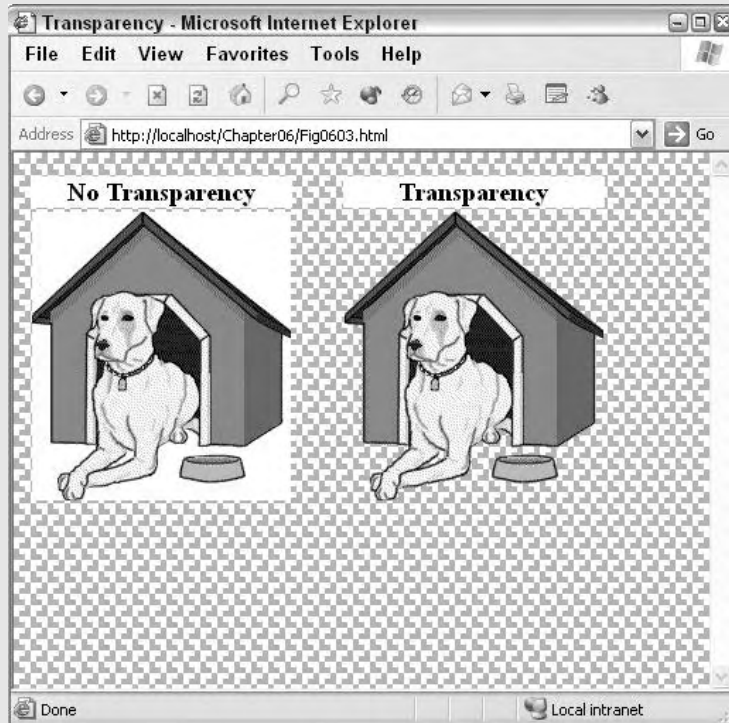 Transparency - Microsoft Internet Explorer
File Edit View Favorites Tools Help
Address http://localhost/Chapter06/Fig0603.html Go
No Transparency Transparency
Done Local intranet